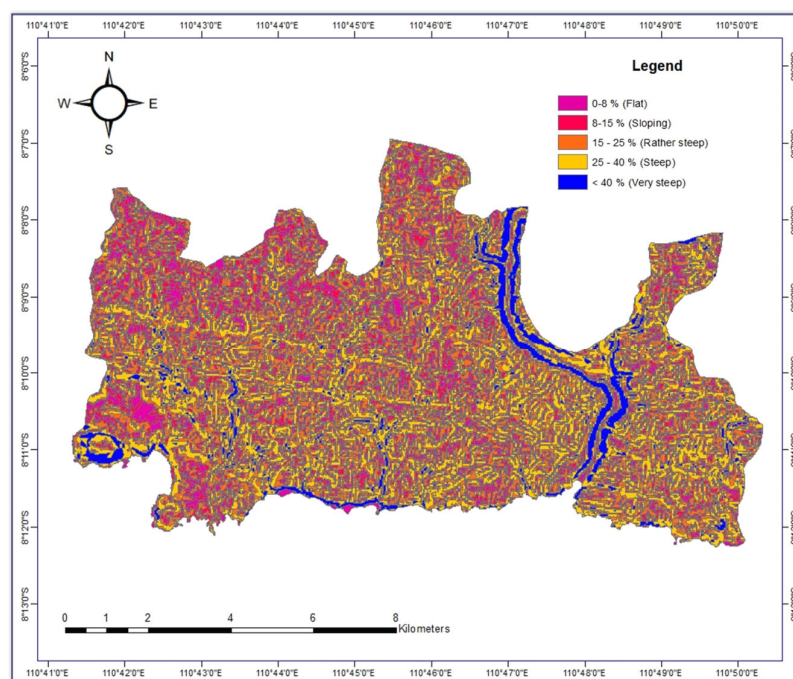 110°41'0"E 110°42'0"E 110°43'0"E 110°44'0"E 110°45'0"E 110°46'0"E 110°47'0"E 110°48'0"E 110°49'0"E 110°50'0"E
N
W E
S
Legend
0-8 % (Flat)
8-15 % (Sloping)
15 - 25 % (Rather steep)
25 - 40 % (Steep)
< 40 % (Very steep)
8°6'0"S
8°7'0"S
8°8'0"S
8°9'0"S
8°10'0"S
8°11'0"S
8°12'0"S
8°13'0"S
0 1 2 4 6 8
Kilometers
110°41'0"E 110°42'0"E 110°43'0"E 110°44'0"E 110°45'0"E 110°46'0"E 110°47'0"E 110°48'0"E 110°49'0"E 110°50'0"E